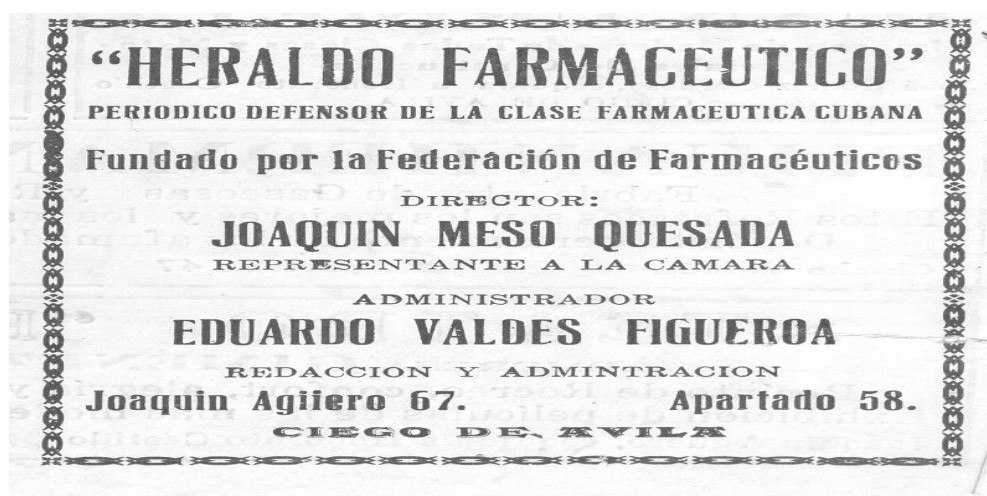 “HERALDO FARMACEUTICO”
PERIODICO DEFENSOR DE LA CLASE FARMACEUTICA CUBANA
Fundado por la Federación de Farmacéuticos
DIRECTOR:
JOAQUIN MESO QUESADA
REPRESENTANTE A LA CAMARA
ADMINISTRADOR
EDUARDO VALDES FIGUEROA
REDACCION Y ADMINTRACION
Joaquin Agüero 67. Apartado 58.
CIEGO DE AVILA